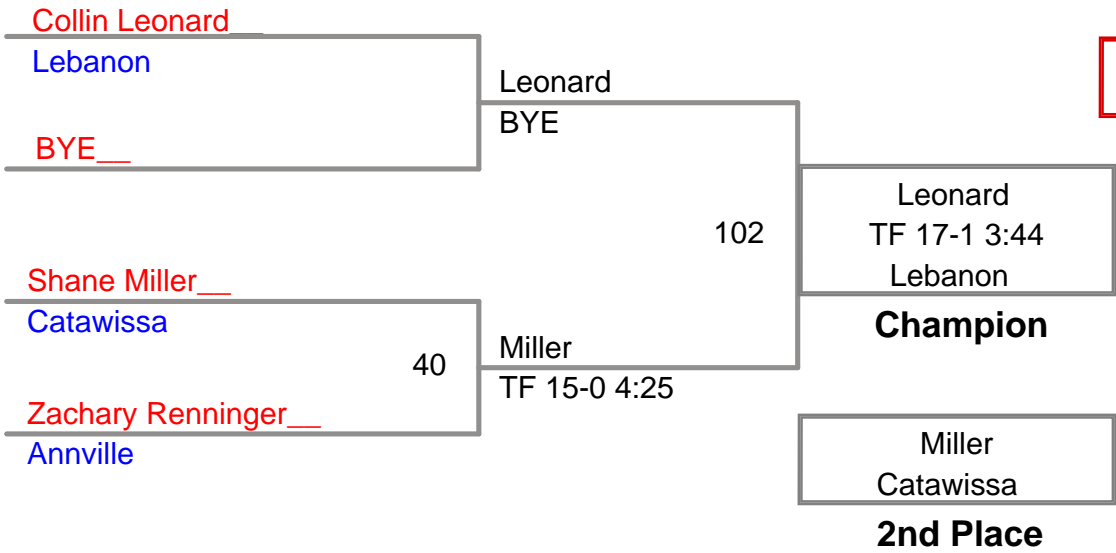 Collin Leonard__
Lebanon
BYE__
Leonard
BYE
Shane Miller__
Catawissa
40
Zachary Renninger__
Annville
Miller
TF 15-0 4:25
102
Leonard
TF 17-1 3:44
Lebanon
Champion
Miller
Catawissa
2nd Place